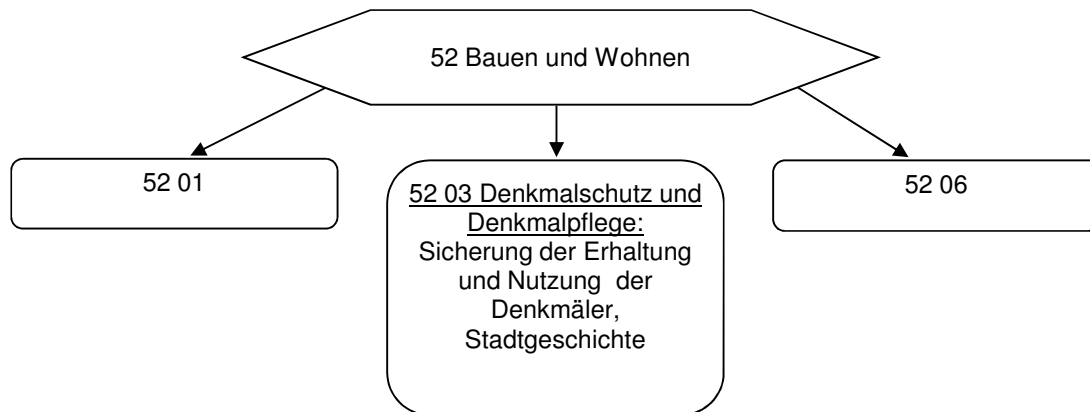 52 Bauen und Wohnen
52 01
52 03 Denkmalschutz und
Denkmalpflege:
Sicherung der Erhaltung
und Nutzung der
Denkmäler,
Stadtgeschichte
52 06